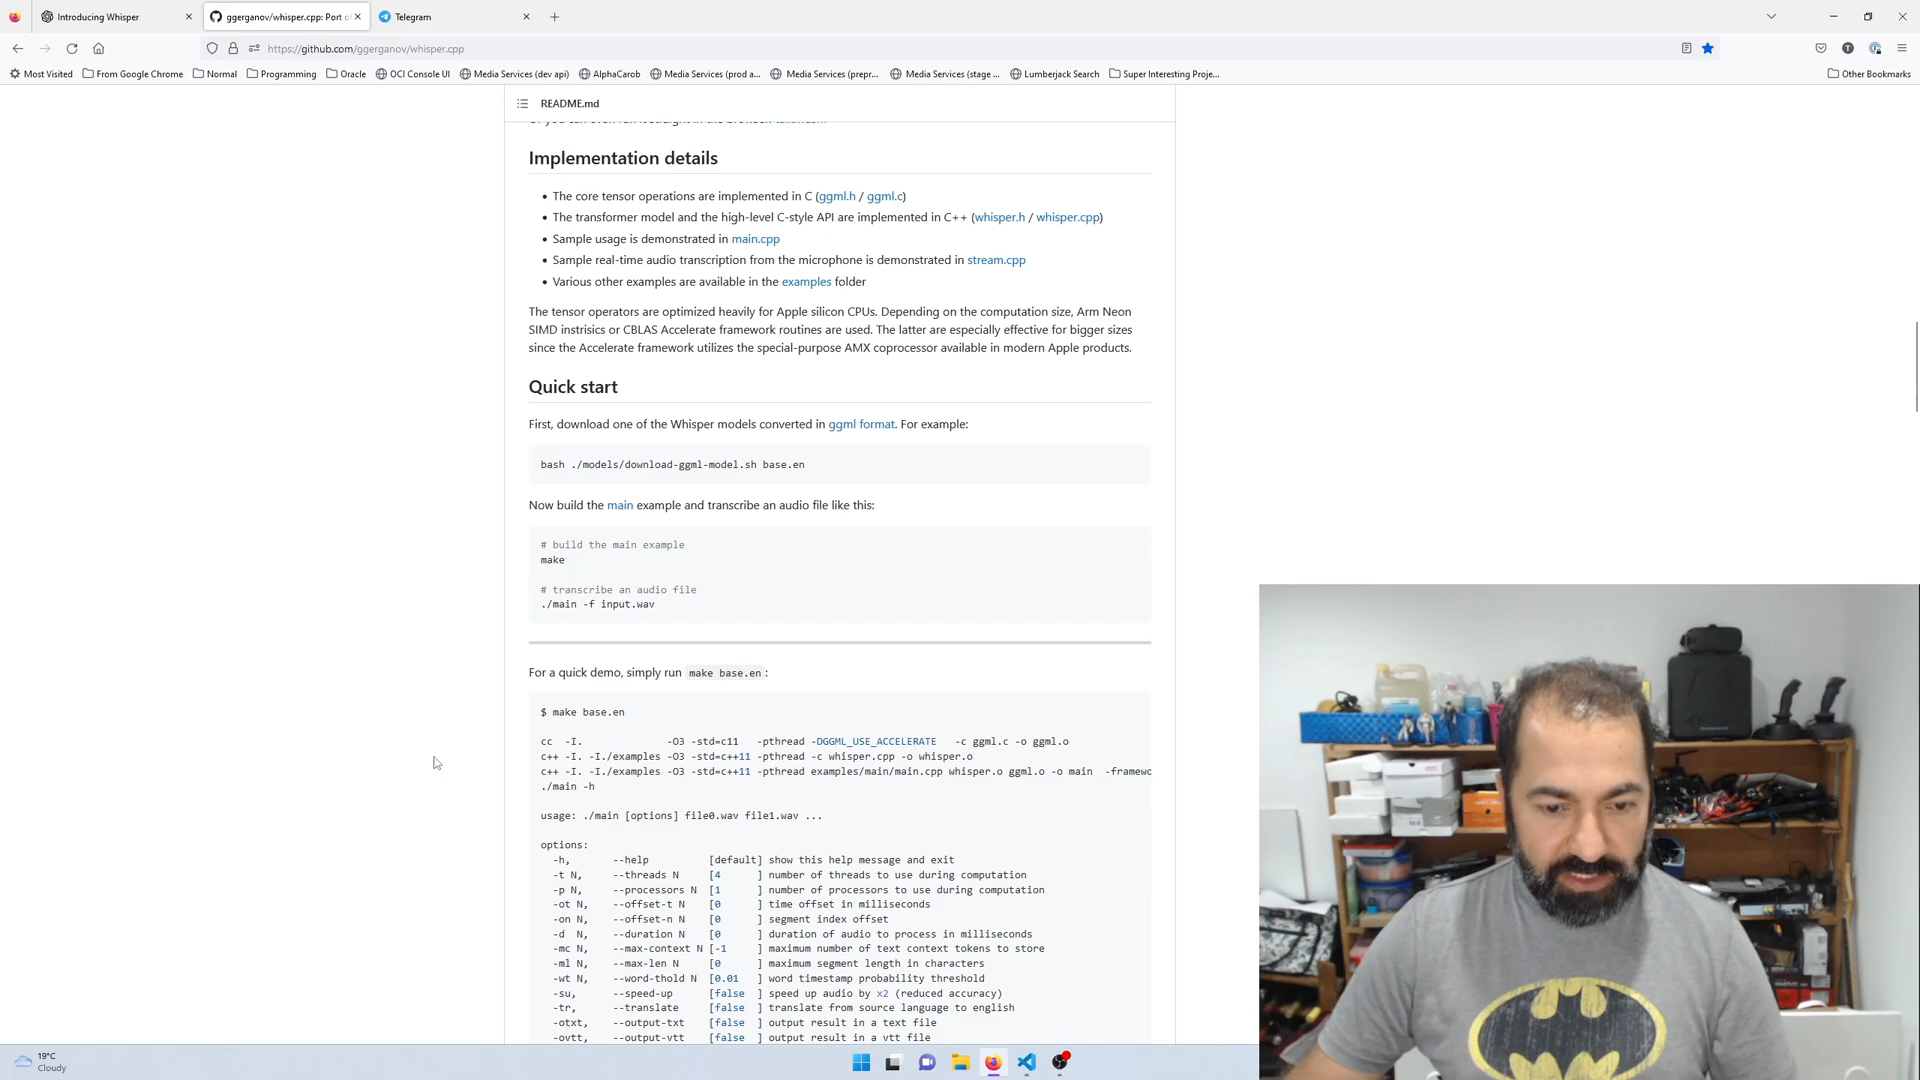 Introducing Whisper
ggerganov/whisper.cpp: Port o
Telegram
https://github.com/ggerganov/whisper.cpp
Most Visited
From Google Chrome
Normal
Programming
Oracle
OCI Console UI
Media Services (dev api)
AlphaCarob
Media Services (prod a...
Media Services (prepr...
Media Services (stage ...
Lumberjack Search
Super Interesting Proje...
Other Bookmarks
README.md
Implementation details
The core tensor operations are implemented in C (ggml.h / ggml.c)
The transformer model and the high-level C-style API are implemented in C++ (whisper.h / whisper.cpp)
Sample usage is demonstrated in main.cpp
Sample real-time audio transcription from the microphone is demonstrated in stream.cpp
Various other examples are available in the examples folder
The tensor operators are optimized heavily for Apple silicon CPUs. Depending on the computation size, Arm Neon
SIMD instrisics or CBLAS Accelerate framework routines are used. The latter are especially effective for bigger sizes
since the Accelerate framework utilizes the special-purpose AMX coprocessor available in modern Apple products.
Quick start
First, download one of the Whisper models converted in ggml format. For example:
bash ./models/download-ggml-model.sh base.en
Now build the main example and transcribe an audio file like this:
# build the main example
make
# transcribe an audio file
./main -f input.wav
For a quick demo, simply run make base.en :
$ make base.en
cc -I. -O3 -std=c11 -pthread -DGGML_USE_ACCELERATE -c ggml.c -o ggml.o
c++ -I. -I./examples -O3 -std=c++11 -pthread -c whisper.cpp -o whisper.o
c++ -I. -I./examples -O3 -std=c++11 -pthread examples/main/main.cpp whisper.o ggml.o -o main -framewo
./main -h
usage: ./main [options] file0.wav file1.wav ...
options:
-h, --help [default] show this help message and exit
-t N, --threads N [4 ] number of threads to use during computation
-p N, --processors N [1 ] number of processors to use during computation
-ot N, --offset-t N [0 ] time offset in milliseconds
-on N, --offset-n N [0 ] segment index offset
-d N, --duration N [0 ] duration of audio to process in milliseconds
-mc N, --max-context N [-1 ] maximum number of text context tokens to store
-ml N, --max-len N [0 ] maximum segment length in characters
-wt N, --word-thold N [0.01 ] word timestamp probability threshold
-su, --speed-up [false ] speed up audio by x2 (reduced accuracy)
-tr, --translate [false ] translate from source language to english
-otxt, --output-txt [false ] output result in a text file
-ovtt, --output-vtt [false ] output result in a vtt file
19°C
Cloudy